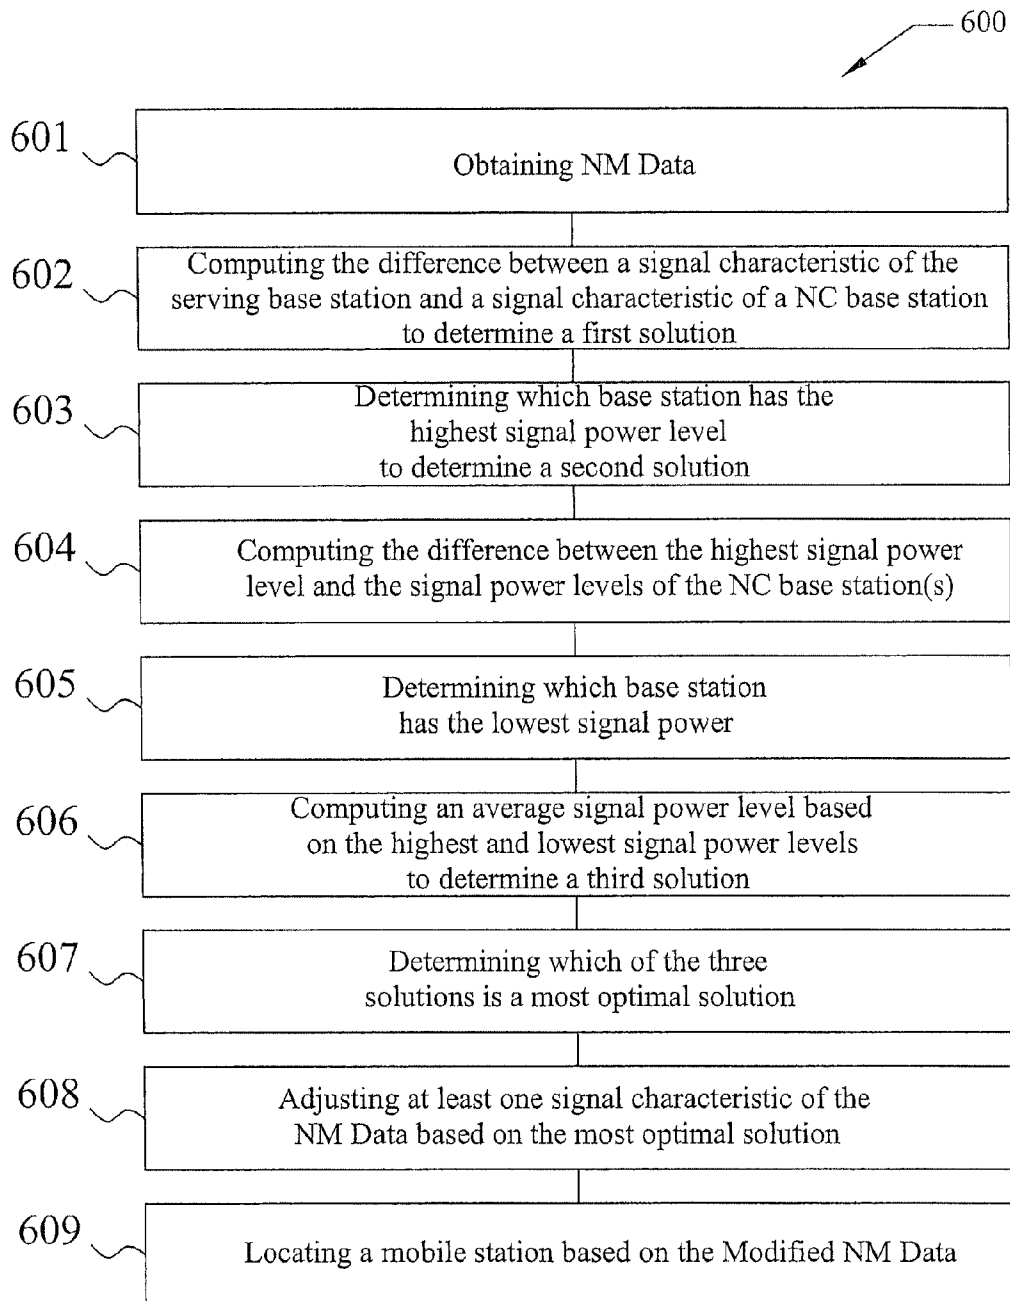 600
601
Obtaining NM Data
602
Computing the difference between a signal characteristic of the
serving base station and a signal characteristic of a NC base station
to determine a first solution
603
Determining which base station has the
highest signal power level
to determine a second solution
604
Computing the difference between the highest signal power
level and the signal power levels of the NC base station(s)
605
Determining which base station
has the lowest signal power
606
Computing an average signal power level based
on the highest and lowest signal power levels
to determine a third solution
607
Determining which of the three
solutions is a most optimal solution
608
Adjusting at least one signal characteristic of the
NM Data based on the most optimal solution
609
Locating a mobile station based on the Modified NM Data